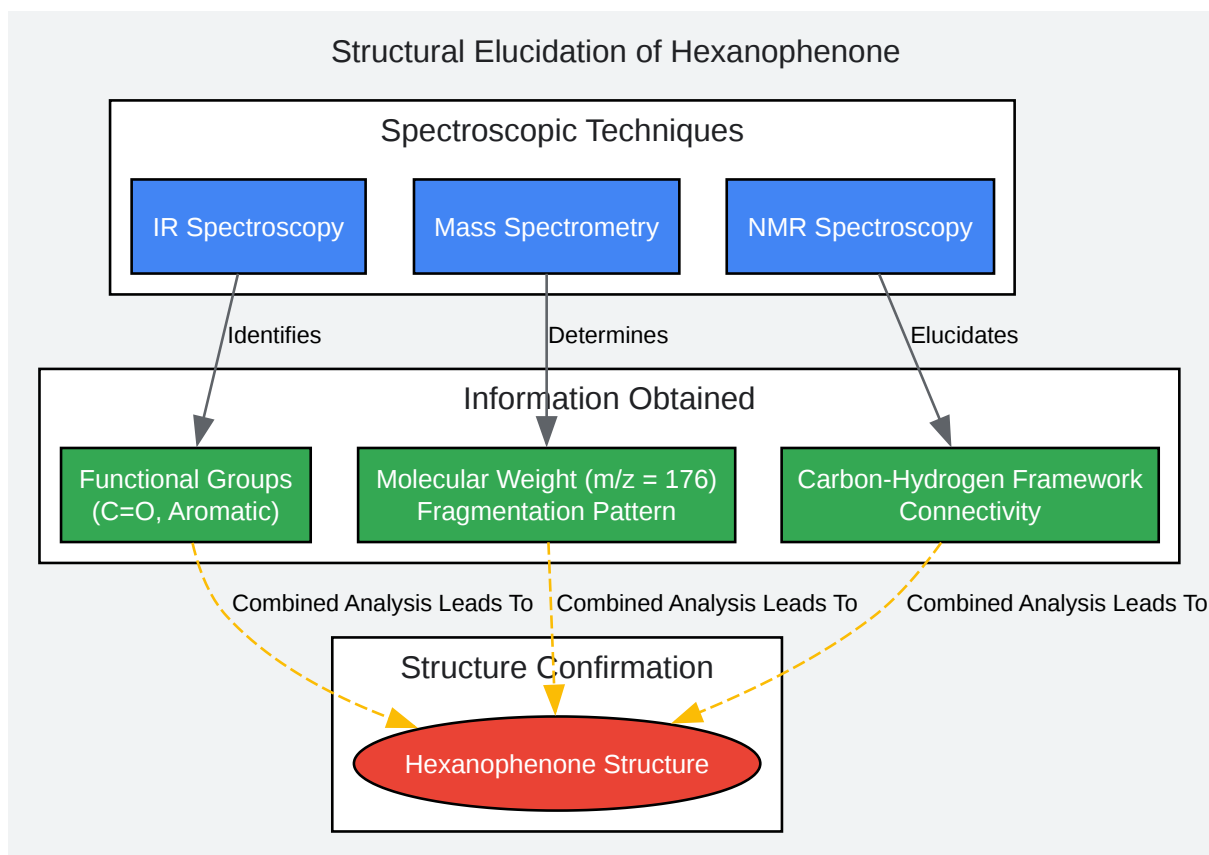 Structural Elucidation of Hexanophenone
Spectroscopic Techniques
IR Spectroscopy
Mass Spectrometry
NMR Spectroscopy
Identifies
Determines
Elucidates
Information Obtained
Functional Groups
(C=O, Aromatic)
Molecular Weight (m/z = 176)
Fragmentation Pattern
Carbon-Hydrogen Framework
Connectivity
Combined Analysis Leads To
Combined Analysis Leads To
Combined Analysis Leads To
Structure Confirmation
Hexanophenone Structure